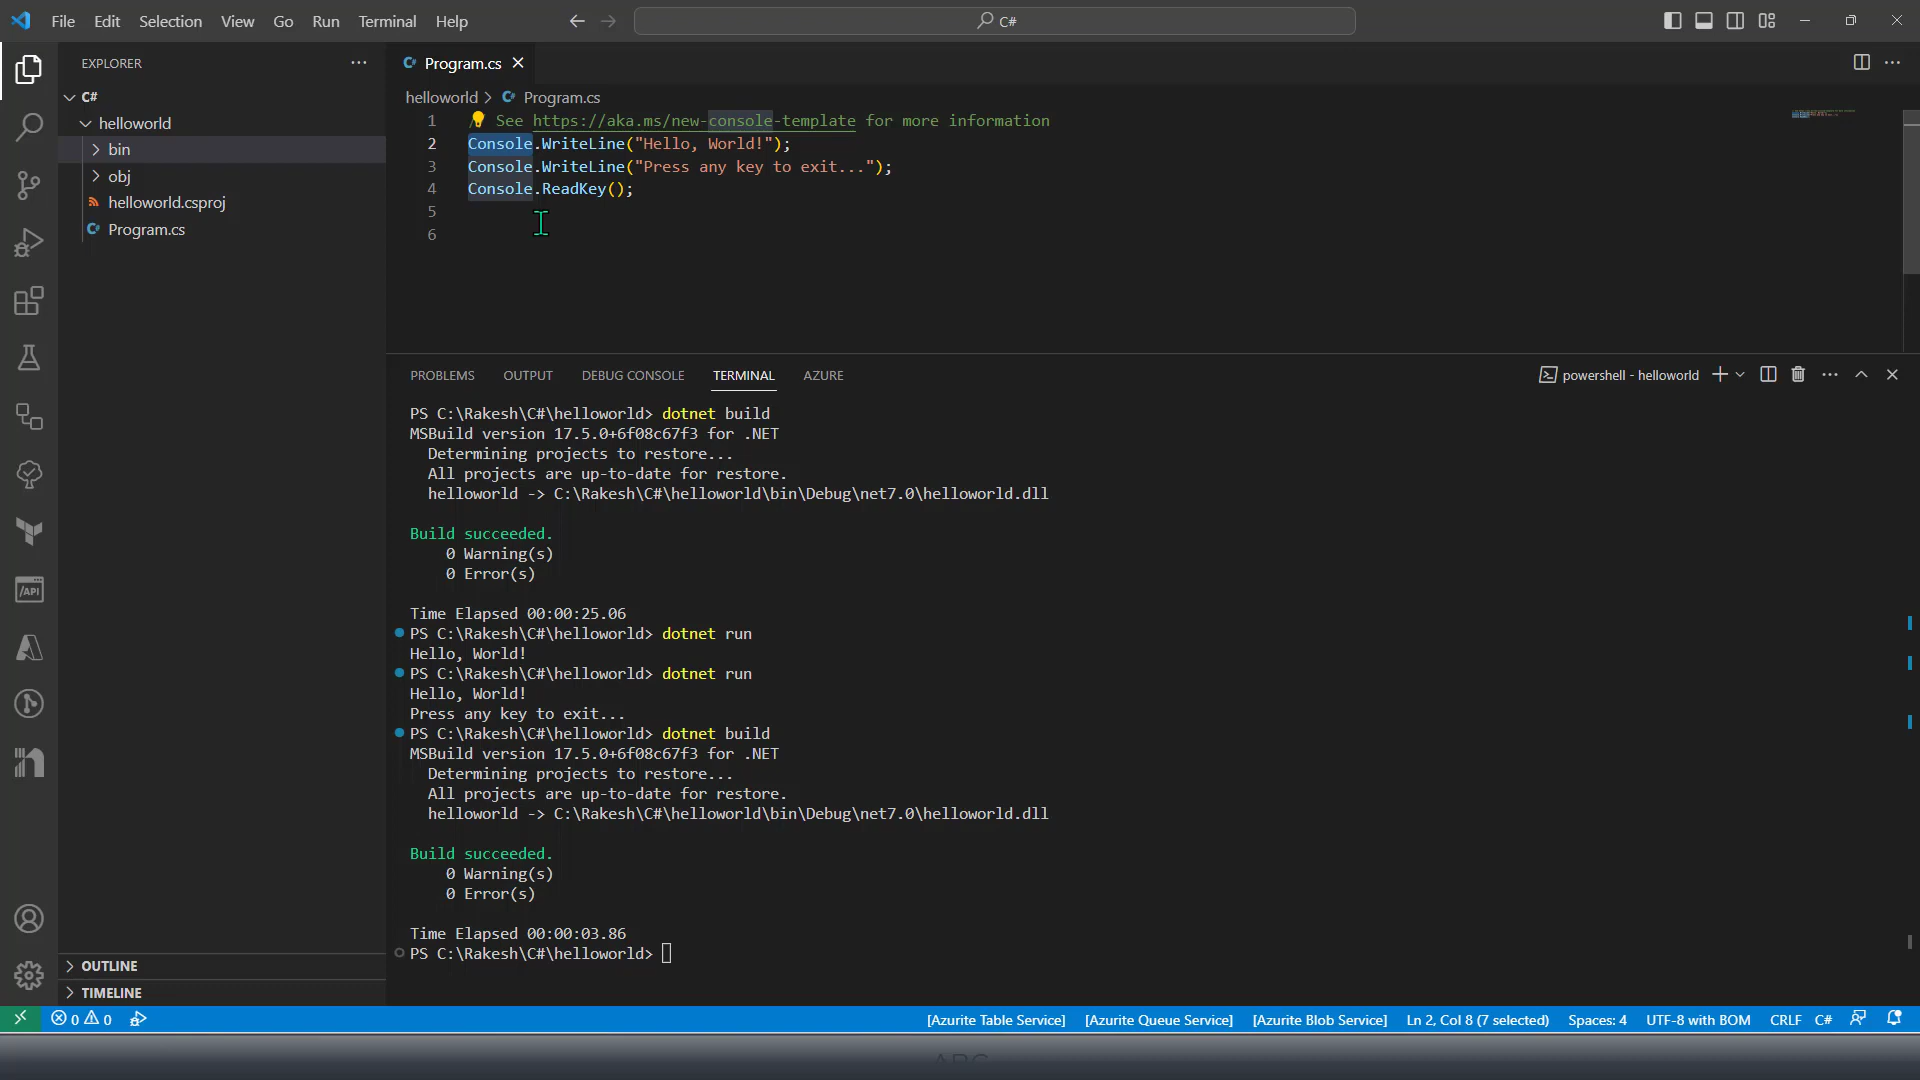 File Edit Selection View Go Run Terminal Help
C#
EXPLORER
C#
helloworld
bin
obj
helloworld.csproj
Program.cs
OUTLINE
TIMELINE
Program.cs
helloworld > Program.cs
1 See https://aka.ms/new-console-template for more information
2 Console.WriteLine("Hello, World!");
3 Console.WriteLine("Press any key to exit...");
4 Console.ReadKey();
5
6
PROBLEMS OUTPUT DEBUG CONSOLE TERMINAL AZURE
powershell - helloworld
PS C:\Rakesh\C#\helloworld> dotnet build
MSBuild version 17.5.0+6f08c67f3 for .NET
Determining projects to restore...
All projects are up-to-date for restore.
helloworld -> C:\Rakesh\C#\helloworld\bin\Debug\net7.0\helloworld.dll
Build succeeded.
0 Warning(s)
0 Error(s)
Time Elapsed 00:00:25.06
PS C:\Rakesh\C#\helloworld> dotnet run
Hello, World!
PS C:\Rakesh\C#\helloworld> dotnet run
Hello, World!
Press any key to exit...
PS C:\Rakesh\C#\helloworld> dotnet build
MSBuild version 17.5.0+6f08c67f3 for .NET
Determining projects to restore...
All projects are up-to-date for restore.
helloworld -> C:\Rakesh\C#\helloworld\bin\Debug\net7.0\helloworld.dll
Build succeeded.
0 Warning(s)
0 Error(s)
Time Elapsed 00:00:03.86
PS C:\Rakesh\C#\helloworld>
0 0 [Azurite Table Service] [Azurite Queue Service] [Azurite Blob Service] Ln 2, Col 8 (7 selected) Spaces: 4 UTF-8 with BOM CRLF C#